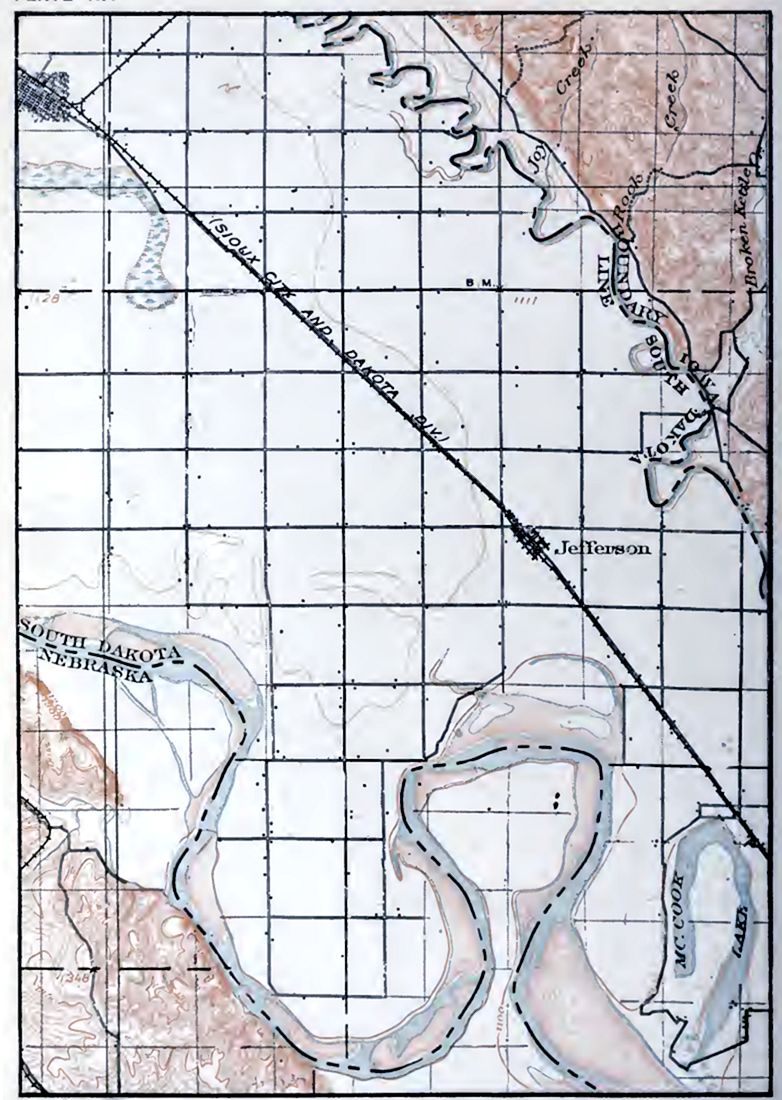 Creek
Creek
Joy
Rock
Broken Kettle
(SIOUX CITY AND DAKOTA DIV.)
BOUNDARY
LINE
B.M.
1111
1128
SOUTH
DAKOTA
IOWA
Jefferson
SOUTH DAKOTA
NEBRASKA
MC. COOK
LAKE
1348
1100